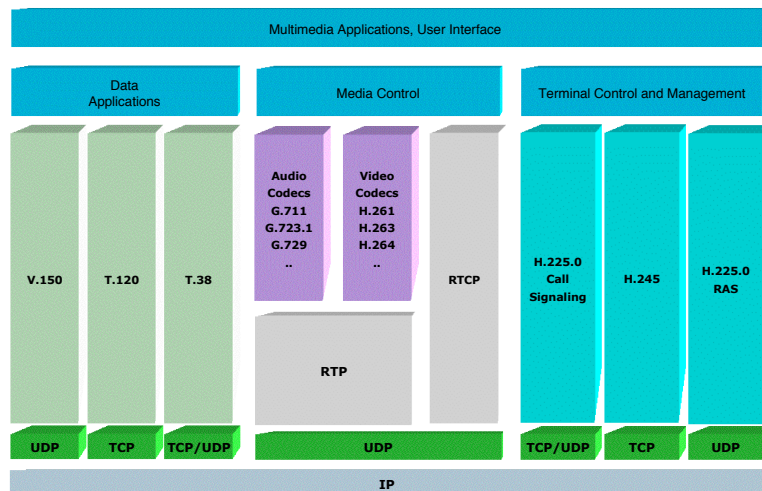 Multimedia Applications, User Interface
Data
Applications
Media Control
Terminal Control and Management
V.150
T.120
T.38
Audio
Codecs
G.711
G.723.1
G.729
..
Video
Codecs
H.261
H.263
H.264
..
RTCP
RTP
H.225.0
Call
Signaling
H.245
H.225.0
RAS
UDP
TCP
TCP/UDP
UDP
TCP/UDP
TCP
UDP
IP